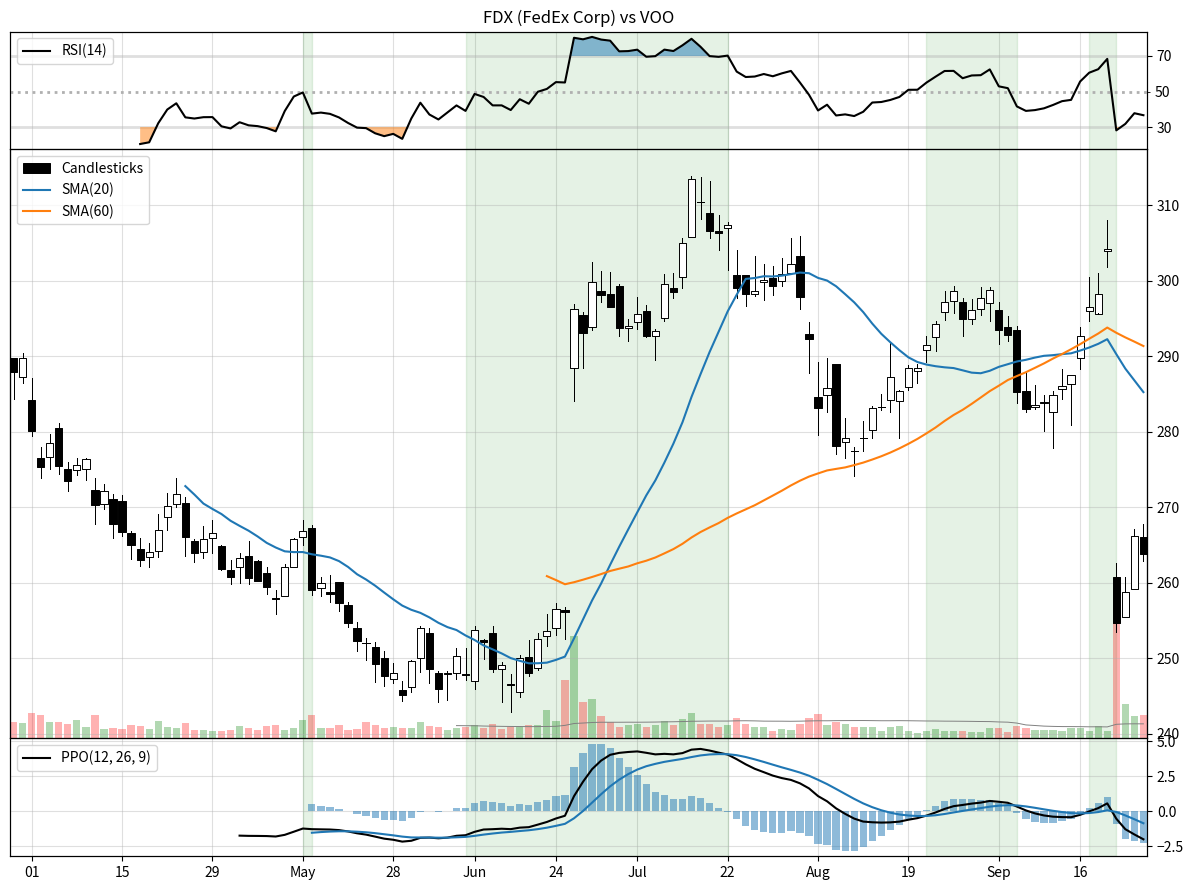 FDX (FedEx Corp) vs VOO
RSI(14)
70
50
30
Candlesticks
SMA(20)
SMA(60)
310
300
290
280
270
260
250
240
PPO(12, 26, 9)
5.0
2.5
0.0
−2.5
01 15 29 May 28 Jun 24 Jul 22 Aug 19 Sep 16